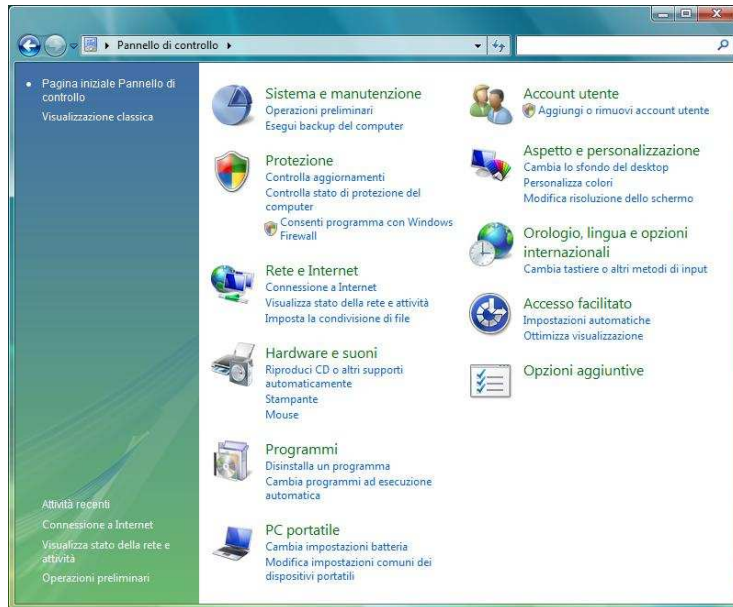 Pannello di controllo
Pagina iniziale Pannello di
controllo
Visualizzazione classica
Sistema e manutenzione
Operazioni preliminari
Esegui backup del computer
Protezione
Controlla aggiornamenti
Controlla stato di protezione del
computer
Consenti programma con Windows
Firewall
Rete e Internet
Connessione a Internet
Visualizza stato della rete e attività
Imposta la condivisione di file
Hardware e suoni
Riproduci CD o altri supporti
automaticamente
Stampante
Mouse
Programmi
Disinstalla un programma
Cambia programmi ad esecuzione
automatica
PC portatile
Cambia impostazioni batteria
Modifica impostazioni comuni dei
dispositivi portatili
Account utente
Aggiungi o rimuovi account utente
Aspetto e personalizzazione
Cambia lo sfondo del desktop
Personalizza colori
Modifica risoluzione dello schermo
Orologio, lingua e opzioni
internazionali
Cambia tastiere o altri metodi di input
Accesso facilitato
Impostazioni automatiche
Ottimizza visualizzazione
Opzioni aggiuntive
Attività recenti
Connessione a Internet
Visualizza stato della rete e
attività
Operazioni preliminari